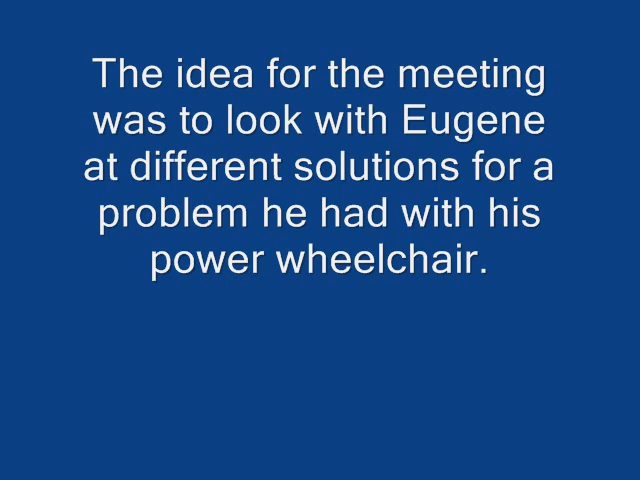 The idea for the meeting
was to look with Eugene
at different solutions for a
problem he had with his
power wheelchair.